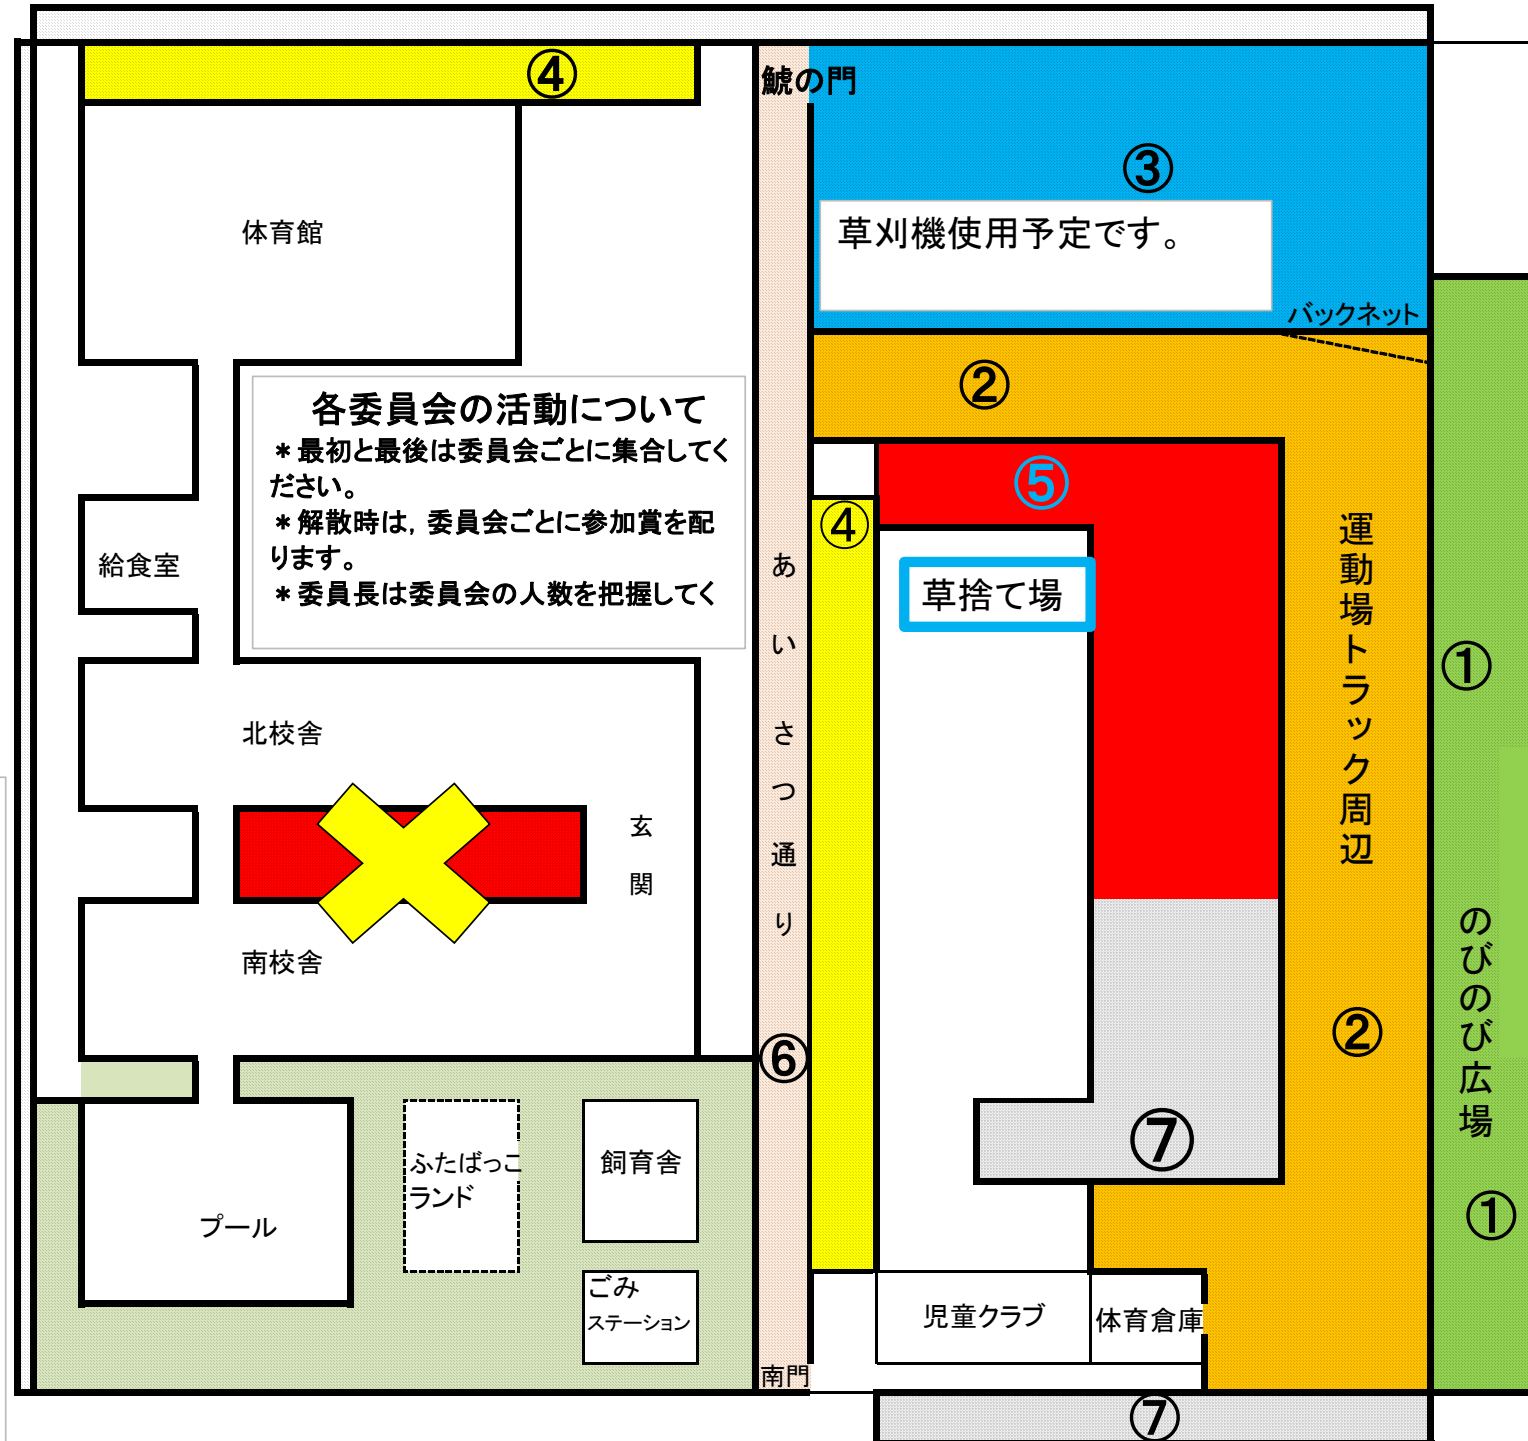 ④
鯱の門
③
草刈機使用予定です。
体育館
バックネット
②
各委員会の活動について
＊最初と最後は委員会ごとに集合してく
ださい。
＊解散時は，委員会ごとに参加賞を配
ります。
＊委員長は委員会の人数を把握してく
⑤
④
給食室
草捨て場
あいさつ通り
運動場トラック周辺
①
北校舎
玄関
南校舎
のびのび広場
②
⑥
⑦
ふたばっこ
ランド
飼育舎
プール
①
ごみ
ステーション
児童クラブ
体育倉庫
南門
⑦